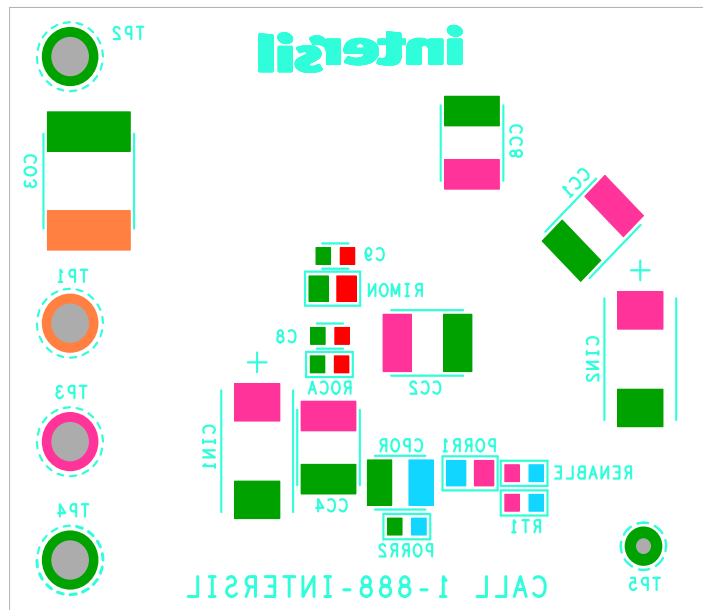 TP2
intersil
CO3
CC8
CC1
C9
TP1
RIMON
C8
CIN2
ROCA
CC2
TP3
CIN1
CPOR
PORR1
RENABLE
CC4
TP4
RT1
PORR2
TP5
CALL 1-888-INTERSIL